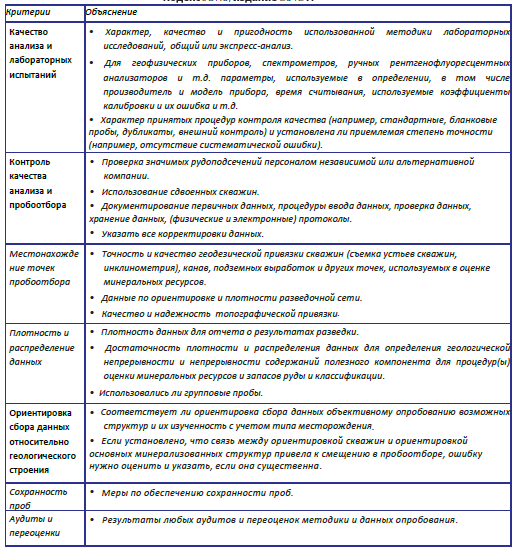 Критерии Объяснение
Качество
анализа и
лабораторных
испытаний
• Характер, качество и пригодность использованной методики лабораторных
исследований, общий или экспресс-анализ.
• Для геофизических приборов, спектрометров, ручных рентгенофлуоресцентных
анализаторов и т.д. параметры, используемые в определении, в том числе
производитель и модель прибора, время считывания, используемые коэффициенты
калибровки и их ошибка и т.д.
• Характер принятых процедур контроля качества (например, стандартные, бланковые
пробы, дубликаты, внешний контроль) и установлена ли приемлемая степень точности
(например, отсутствие систематической ошибки).
Контроль
качества
анализа и
пробоотбора
• Проверка значимых рудоподсечений персоналом независимой или альтернативной
компании.
• Использование сдвоенных скважин.
• Документирование первичных данных, процедуры ввода данных, проверка данных,
хранение данных, (физические и электронные) протоколы.
• Указать все корректировки данных.
Местонахожде
ние точек
пробоотбора
• Точность и качество геодезической привязки скважин (съемка устьев скважин,
инклинометрия), канав, подземных выработок и других точек, используемых в оценке
минеральных ресурсов.
• Данные по ориентировке и плотности разведочной сети.
• Качество и надежность топографической привязки.
Плотность и
распределение
данных
• Плотность данных для отчета о результатах разведки.
• Достаточность плотности и распределения данных для определения геологической
непрерывности и непрерывности содержаний полезного компонента для процедур(ы)
оценки минеральных ресурсов и запасов руды и классификации.
• Использовались ли групповые пробы.
Ориентировка
сбора данных
относительно
геологического
строения
• Соответствует ли ориентировка сбора данных объективному опробованию возможных
структур и их изученность с учетом типа месторождения.
• Если установлено, что связь между ориентировкой скважин и ориентировкой
основных минерализованных структур привела к смещению в пробоотборе, ошибку
нужно оценить и указать, если она существенна.
Сохранность
проб
• Меры по обеспечению сохранности проб.
Аудиты и
переоценки
• Результаты любых аудитов и переоценок методики и данных опробования.